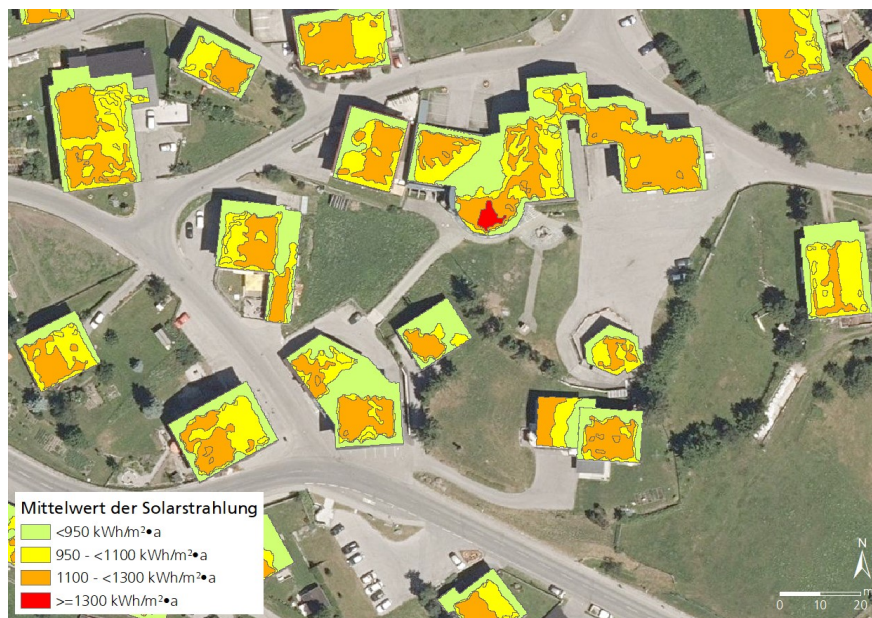 Mittelwert der Solarstrahlung
<950 kWh/m²•a
950 - <1100 kWh/m²•a
1100 - <1300 kWh/m²•a
>=1300 kWh/m²•a
N
m
0 10 20